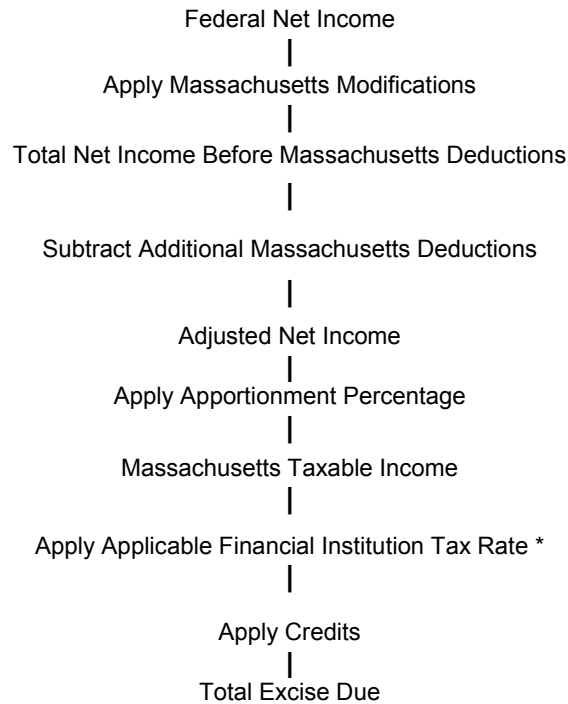 Federal Net Income
Apply Massachusetts Modifications
Total Net Income Before Massachusetts Deductions
Subtract Additional Massachusetts Deductions
Adjusted Net Income
Apply Apportionment Percentage
Massachusetts Taxable Income
Apply Applicable Financial Institution Tax Rate *
Apply Credits
Total Excise Due